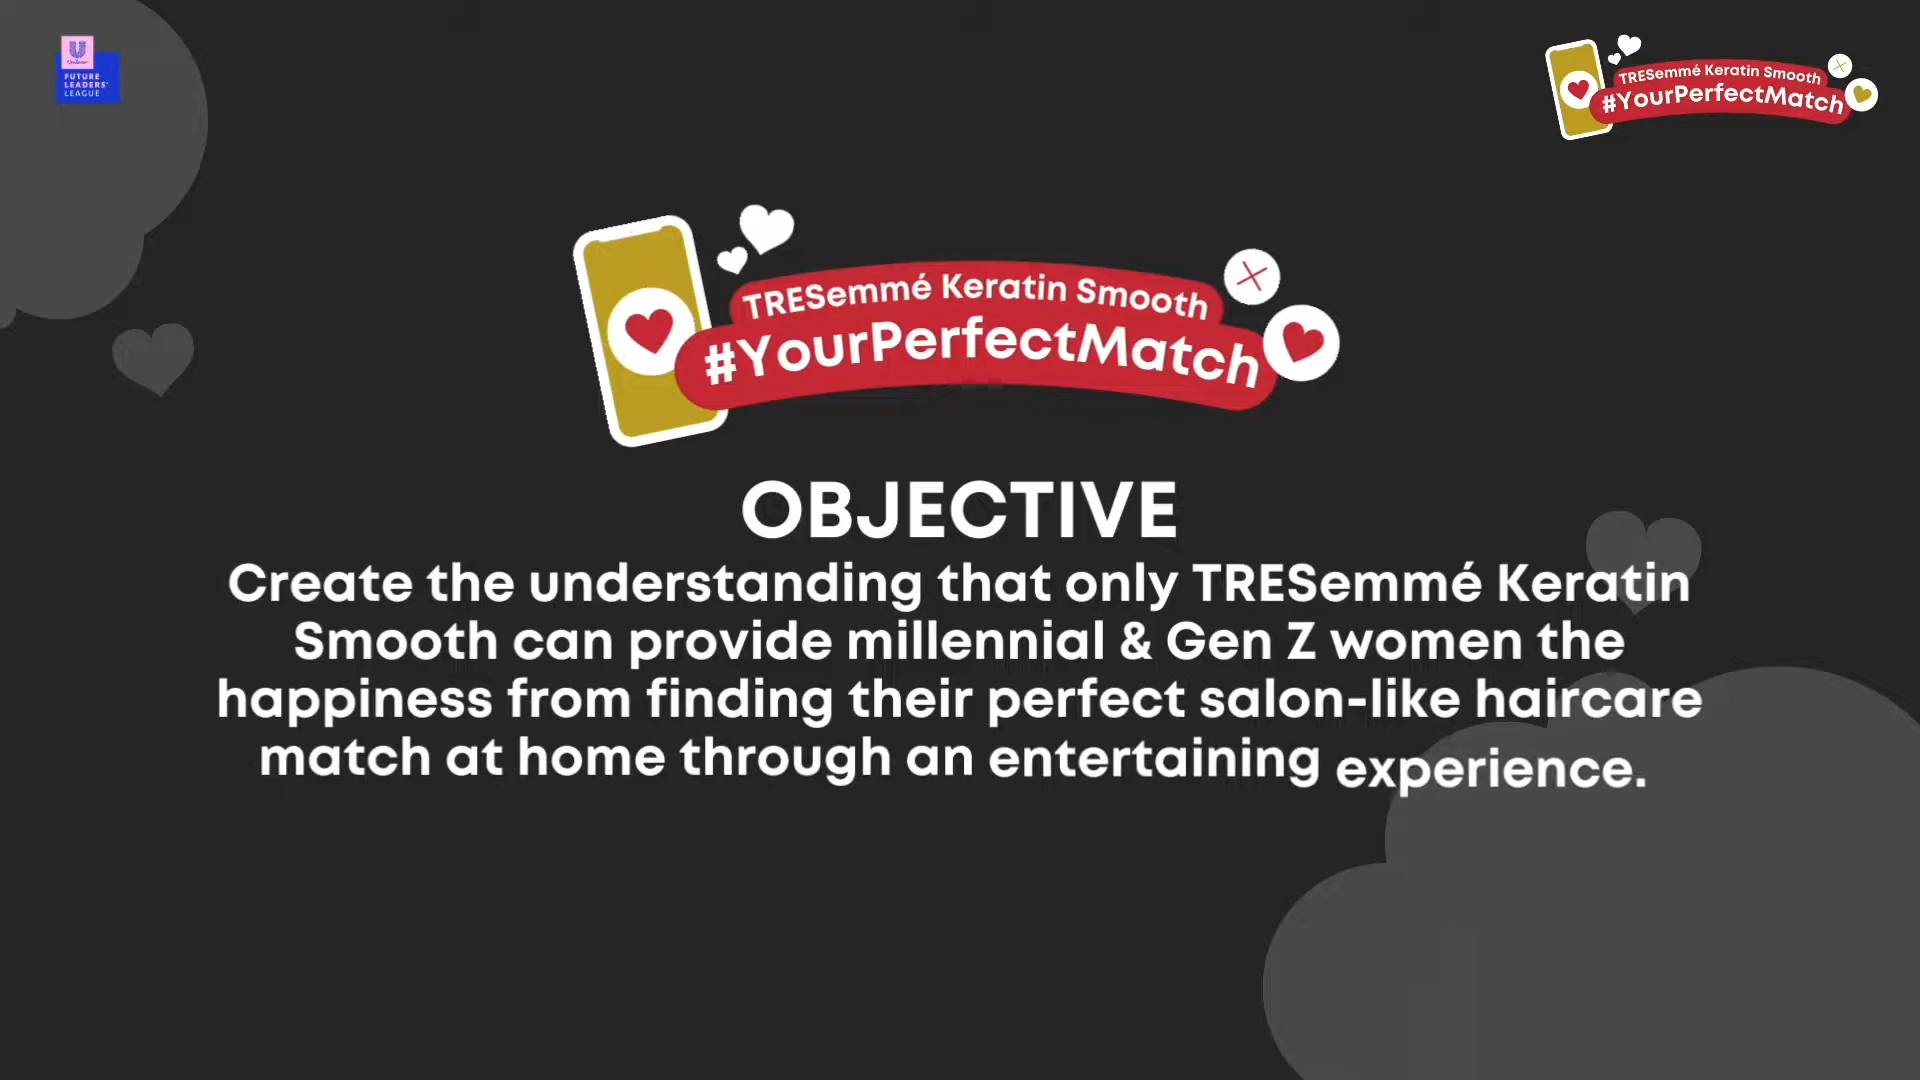 Unilever
FUTURE
LEADERS'
LEAGUE
TRESemmé Keratin Smooth
#YourPerfectMatch
TRESemmé Keratin Smooth
#YourPerfectMatch
OBJECTIVE
Create the understanding that only TRESemmé Keratin
Smooth can provide millennial & Gen Z women the
happiness from finding their perfect salon-like haircare
match at home through an entertaining experience.